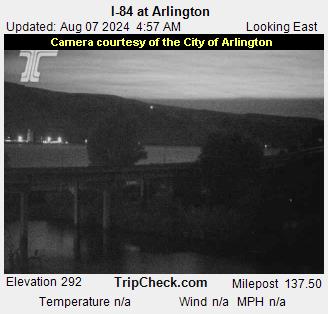 I-84 at Arlington
Updated: Aug 07 2024 4:57 AM Looking East
Camera courtesy of the City of Arlington
Elevation 292 TripCheck.com Milepost 137.50
Temperature n/a Wind n/a MPH n/a